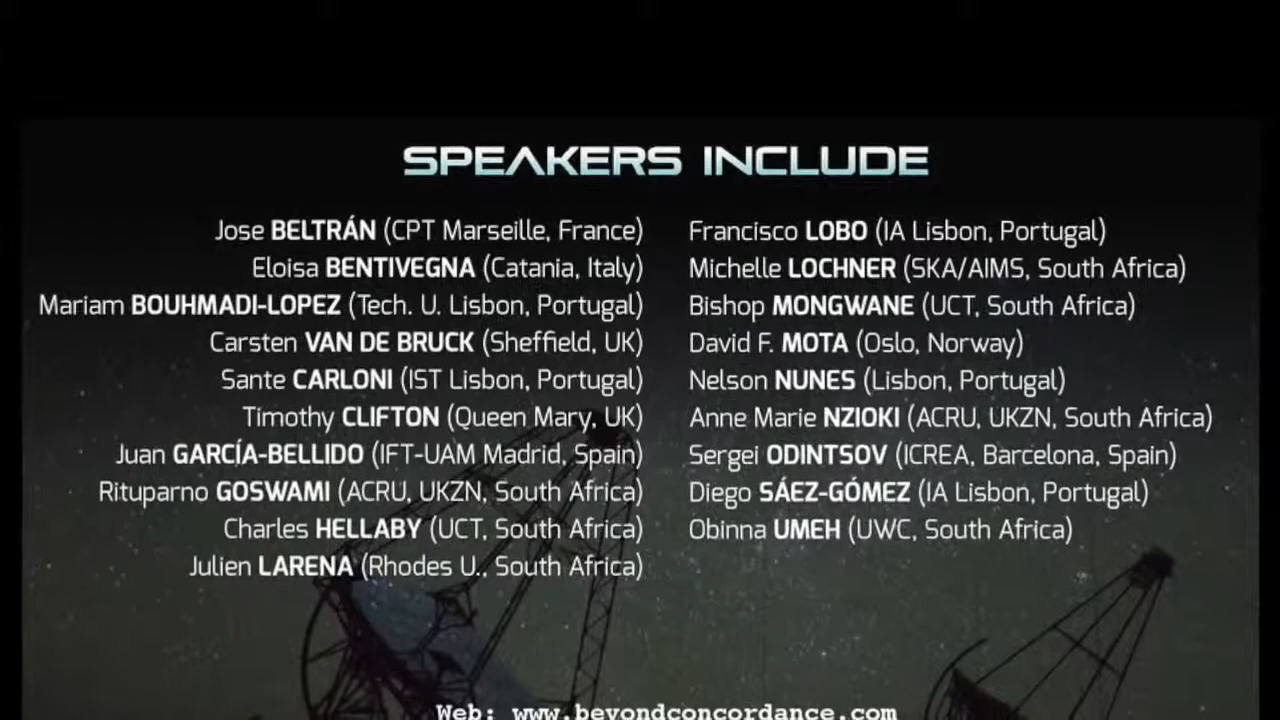 SPEAKERS INCLUDE
Jose BELTRÁN (CPT Marseille, France)
Eloisa BENTIVEGNA (Catania, Italy)
Mariam BOUHMADI-LOPEZ (Tech. U. Lisbon, Portugal)
Carsten VAN DE BRUCK (Sheffield, UK)
Sante CARLONI (IST Lisbon, Portugal)
Timothy CLIFTON (Queen Mary, UK)
Juan GARCÍA-BELLIDO (IFT-UAM Madrid, Spain)
Rituparno GOSWAMI (ACRU, UKZN, South Africa)
Charles HELLABY (UCT, South Africa)
Julien LARENA (Rhodes U., South Africa)
Francisco LOBO (IA Lisbon, Portugal)
Michelle LOCHNER (SKA/AIMS, South Africa)
Bishop MONGWANE (UCT, South Africa)
David F. MOTA (Oslo, Norway)
Nelson NUNES (Lisbon, Portugal)
Anne Marie NZIOKI (ACRU, UKZN, South Africa)
Sergei ODINTSOV (ICREA, Barcelona, Spain)
Diego SÁEZ-GÓMEZ (IA Lisbon, Portugal)
Obinna UMEH (UWC, South Africa)
Web: www.beyondconcordance.com